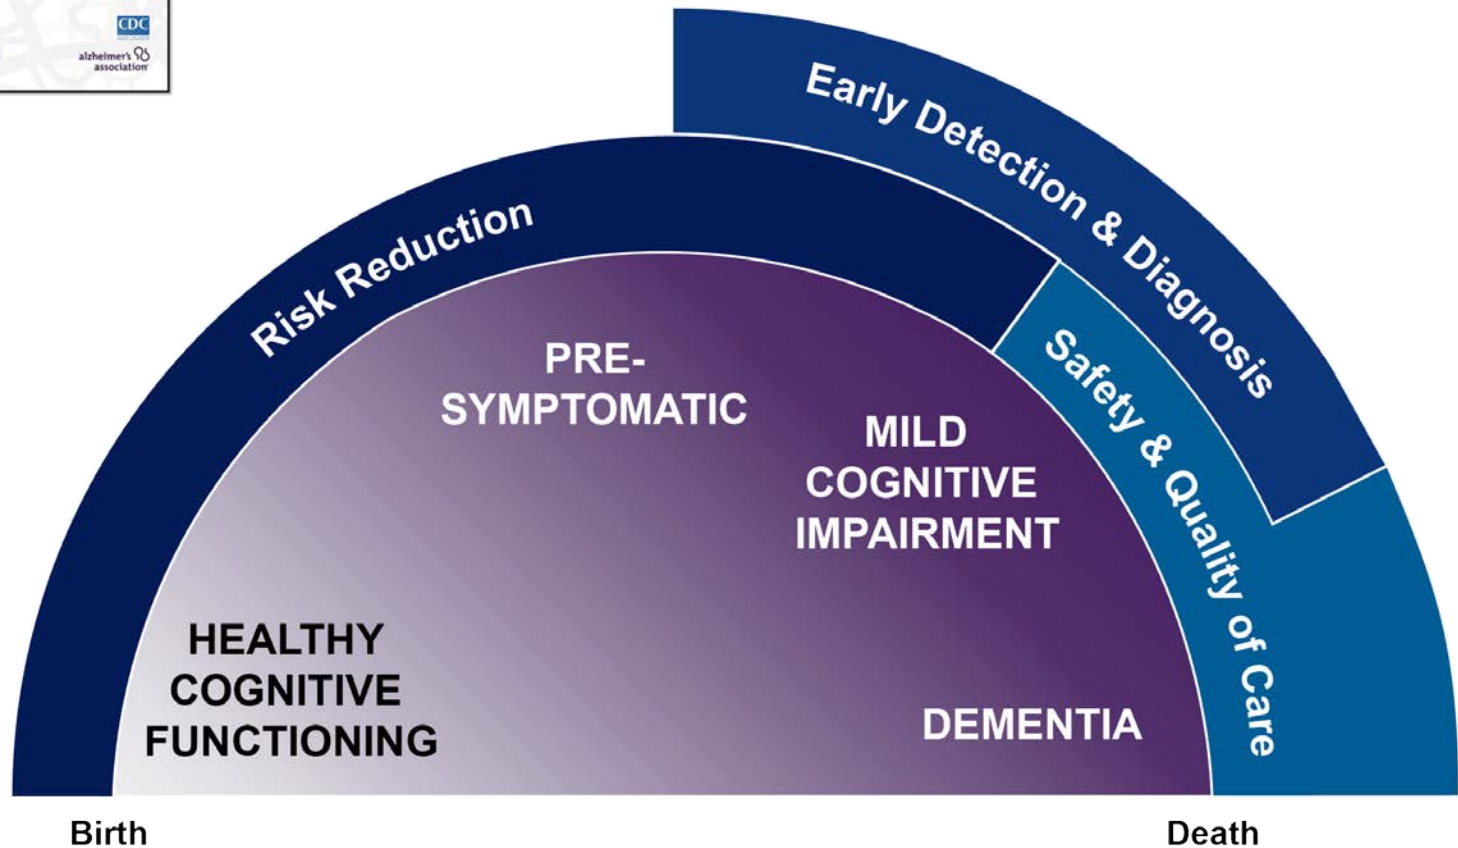 CDC
alzheimer's
association
Early Detection & Diagnosis
Risk Reduction
Safety & Quality of Care
PRE-
SYMPTOMATIC
MILD
COGNITIVE
IMPAIRMENT
HEALTHY
COGNITIVE
FUNCTIONING
DEMENTIA
Birth
Death